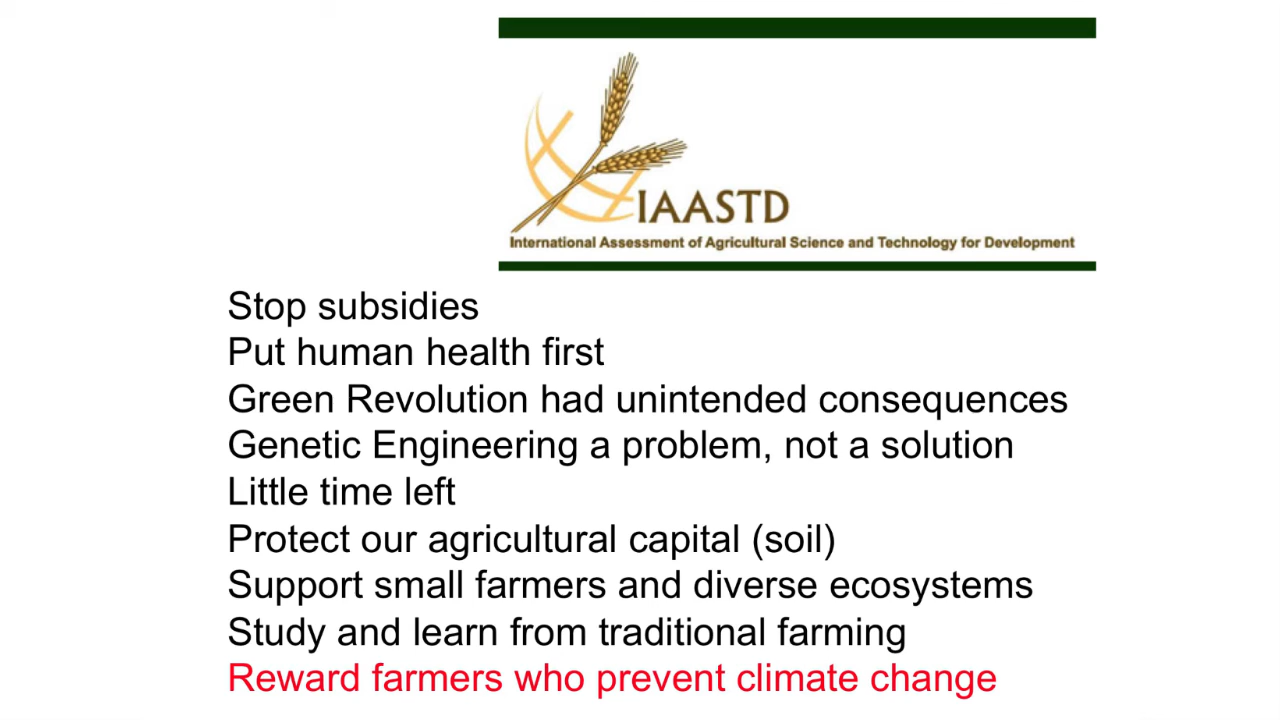 IAASTD
International Assessment of Agricultural Science and Technology for Development
Stop subsidies
Put human health first
Green Revolution had unintended consequences
Genetic Engineering a problem, not a solution
Little time left
Protect our agricultural capital (soil)
Support small farmers and diverse ecosystems
Study and learn from traditional farming
Reward farmers who prevent climate change